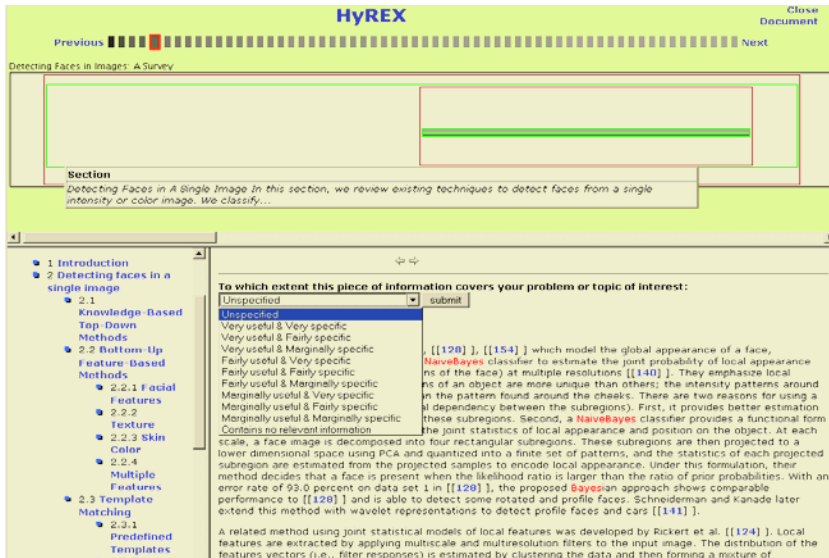 HyREX
Close
Document
Previous
Next
Detecting Faces in Images: A Survey
Section
Detecting Faces in A Single Image In this section, we review existing techniques to detect faces from a single
intensity or color image. We classify...
1 Introduction
2 Detecting faces in a
single image
2.1
Knowledge-Based
Top-Down
Methods
2.2 Bottom-Up
Feature-Based
Methods
2.2.1 Facial
Features
2.2.2
Texture
2.2.3 Skin
Color
2.2.4
Multiple
Features
2.3 Template
Matching
2.3.1
Predefined
Templates
To which extent this piece of information covers your problem or topic of interest:
Unspecified
submit
Unspecified
Very useful & Very specific
Very useful & Fairly specific
Very useful & Marginally specific
Fairly useful & Very specific
Fairly useful & Fairly specific
Fairly useful & Marginally specific
Marginally useful & Very specific
Marginally useful & Fairly specific
Marginally useful & Marginally specific
Contains no relevant information
, [[128] ], [[154] ] which model the global appearance of a face,
NaiveBayes classifier to estimate the joint probability of local appearance
ns of the face) at multiple resolutions [[140] ]. They emphasize local
ns of an object are more unique than others; the intensity patterns around
n the pattern found around the cheeks. There are two reasons for using a
al dependency between the subregions). First, it provides better estimation
these subregions. Second, a NaiveBayes classifier provides a functional form
the joint statistics of local appearance and position on the object. At each
scale, a face image is decomposed into four rectangular subregions. These subregions are then projected to a
lower dimensional space using PCA and quantized into a finite set of patterns, and the statistics of each projected
subregion are estimated from the projected samples to encode local appearance. Under this formulation, their
method decides that a face is present when the likelihood ratio is larger than the ratio of prior probabilities. With an
error rate of 93.0 percent on data set 1 in [[128] ], the proposed Bayesian approach shows comparable
performance to [[128] ] and is able to detect some rotated and profile faces. Schneiderman and Kanade later
extend this method with wavelet representations to detect profile faces and cars [[141] ].
A related method using joint statistical models of local features was developed by Rickert et al. [[124] ]. Local
features are extracted by applying multiscale and multiresolution filters to the input image. The distribution of the
features vectors (i.e., filter responses) is estimated by clustering the data and then forming a mixture of